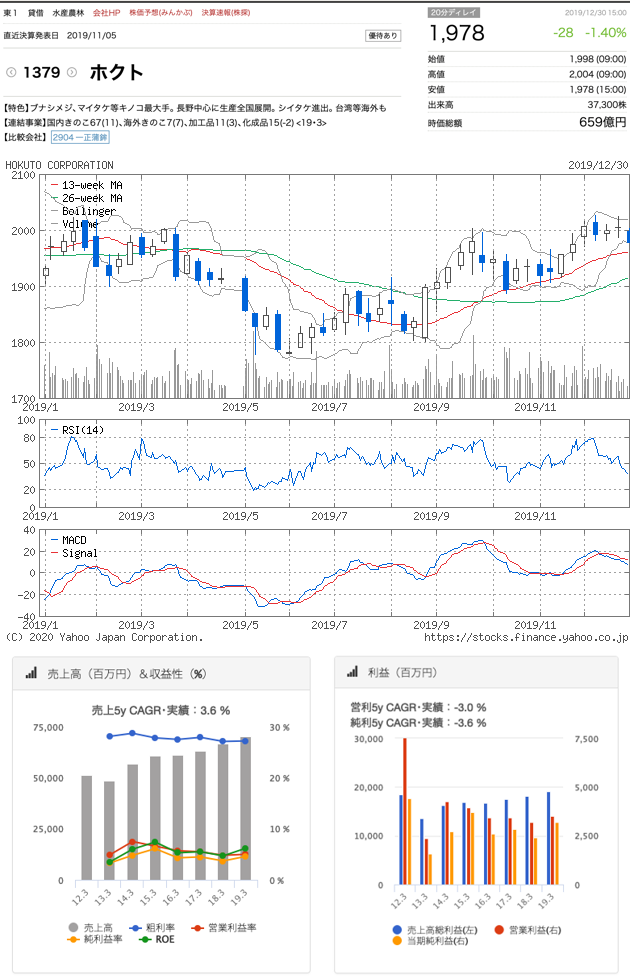 東1 貸借 水産農林 会社HP 株価予想(みんかぶ) 決算速報(株探)
直近決算発表日 2019/11/05 優待あり
1379 ホクト
【特色】ブナシメジ、マイタケ等キノコ最大手。長野中心に生産全国展開。シイタケ進出。台湾等海外も
【連結事業】国内きのこ67(11)、海外きのこ7(7)、加工品11(3)、化成品15(-2) <19・3>
【比較会社】 2904 一正蒲鉾
20分ディレイ 2019/12/30 15:00
1,978 -28 -1.40%
始値 1,998 (09:00)
高値 2,004 (09:00)
安値 1,978 (15:00)
出来高 37,300株
時価総額 659億円
HOKUTO CORPORATION 2019/12/30
13-week MA
26-week MA
Bollinger
Volume
2100
2000
1900
1800
1700
2019/1 2019/3 2019/5 2019/7 2019/9 2019/11
RSI(14)
100
80
50
20
0
2019/1 2019/3 2019/5 2019/7 2019/9 2019/11
MACD
Signal
40
20
0
-20
-40
2019/1 2019/3 2019/5 2019/7 2019/9 2019/11
(C) 2020 Yahoo Japan Corporation. https://stocks.finance.yahoo.co.jp
売上高（百万円）＆収益性（%）
売上5y CAGR・実績：3.6 %
75,000 30 %
50,000 20 %
25,000 10 %
0 0 %
12.3 13.3 14.3 15.3 16.3 17.3 18.3 19.3
売上高 粗利率 営業利益率
純利益率 ROE
利益（百万円）
営利5y CAGR・実績：-3.0 %
純利5y CAGR・実績：-3.6 %
30,000 7,500
20,000 5,000
10,000 2,500
0 0
12.3 13.3 14.3 15.3 16.3 17.3 18.3 19.3
売上高総利益(左) 営業利益(右)
当期純利益(右)